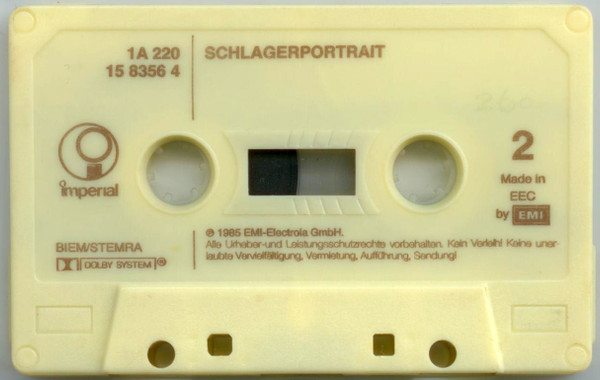 1A 220
15 8356 4
SCHLAGERPORTRAIT
260
imperial
2
Made in
EEC
by EMI
℗ 1985 EMI-Electrola GmbH.
Alle Urheber-und Leistungsschutzrechte vorbehalten. Kein Verleih! Keine uner-
laubte Vervielfältigung, Vermietung, Aufführung, Sendung!
BIEM/STEMRA
DOLBY SYSTEM®